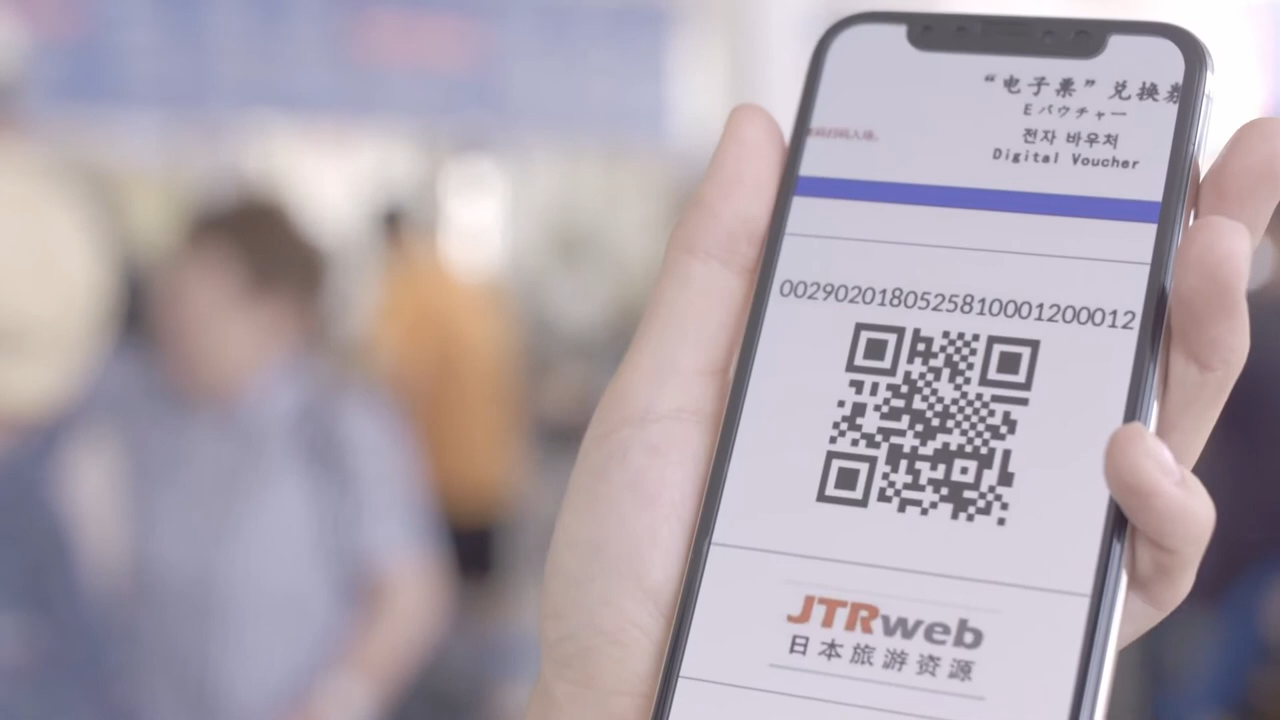 “电子票”兑换券
Eバウチャー
전자 바우처
Digital Voucher
0029020180525810001200012
JTRweb
日本旅游资源